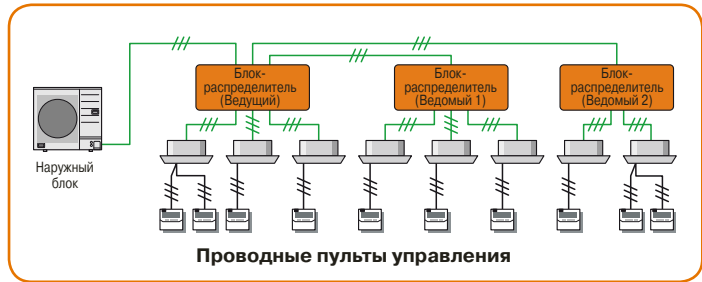 Блок-
распределитель
(Ведущий)
Блок-
распределитель
(Ведомый 1)
Блок-
распределитель
(Ведомый 2)
Наружный
блок
Проводные пульты управления